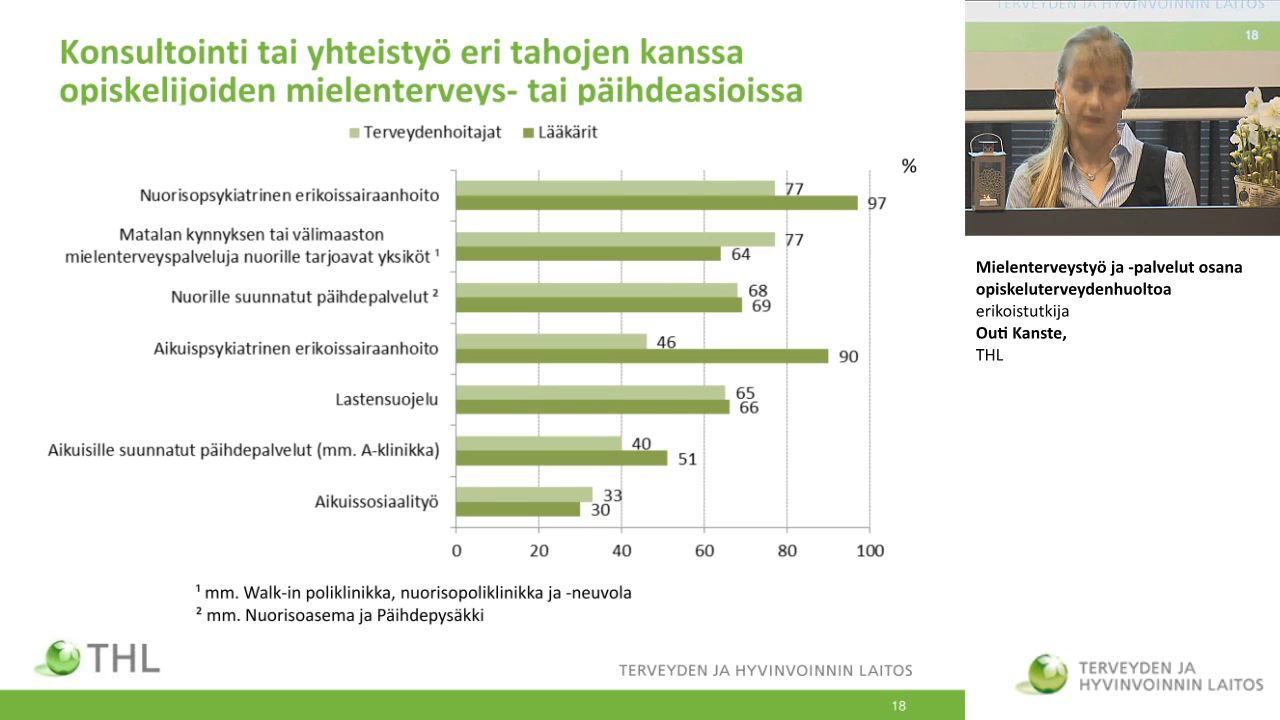 Konsultointi tai yhteistyö eri tahojen kanssa
opiskelijoiden mielenterveys- tai päihdeasioissa
Terveydenhoitajat
Lääkärit
%
Nuorisopsykiatrinen erikoissairaanhoito
77
97
Matalan kynnyksen tai välimaaston
mielenterveyspalveluja nuorille tarjoavat yksiköt ¹
77
64
Nuorille suunnatut päihdepalvelut ²
68
69
Aikuispsykiatrinen erikoissairaanhoito
46
90
Lastensuojelu
65
66
Aikuisille suunnatut päihdepalvelut (mm. A-klinikka)
40
51
Aikuissosiaalityö
33
30
0 20 40 60 80 100
¹ mm. Walk-in poliklinikka, nuorisopoliklinikka ja -neuvola
² mm. Nuorisoasema ja Päihdepysäkki
THL
TERVEYDEN JA HYVINVOINNIN LAITOS
18
TERVEYDEN JA HYVINVOINNIN LAITOS
18
Mielenterveystyö ja -palvelut osana
opiskeluterveydenhuoltoa
erikoistutkija
Outi Kanste,
THL
TERVEYDEN JA
HYVINVOINNIN LAITOS